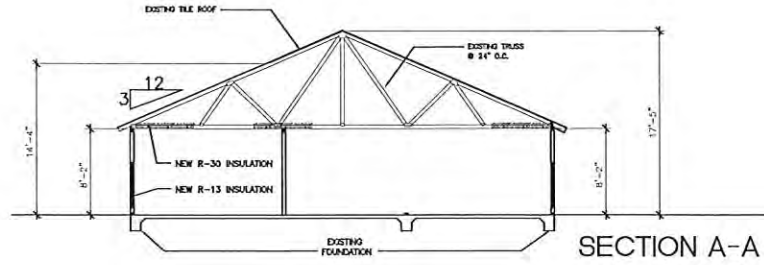 EXISTING TILE ROOF
EXISTING TRUSS
@ 24" O.C.
12
3
14'-4"
17'-5"
8'-2"
NEW R-30 INSULATION
NEW R-13 INSULATION
8'-2"
EXISTING
FOUNDATION
SECTION A-A